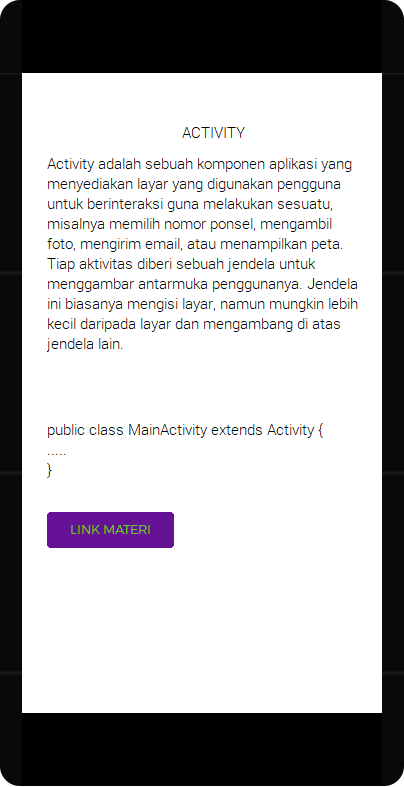 ACTIVITY
Activity adalah sebuah komponen aplikasi yang
menyediakan layar yang digunakan pengguna
untuk berinteraksi guna melakukan sesuatu,
misalnya memilih nomor ponsel, mengambil
foto, mengirim email, atau menampilkan peta.
Tiap aktivitas diberi sebuah jendela untuk
menggambar antarmuka penggunanya. Jendela
ini biasanya mengisi layar, namun mungkin lebih
kecil daripada layar dan mengambang di atas
jendela lain.
public class MainActivity extends Activity {
.....
}
LINK MATERI